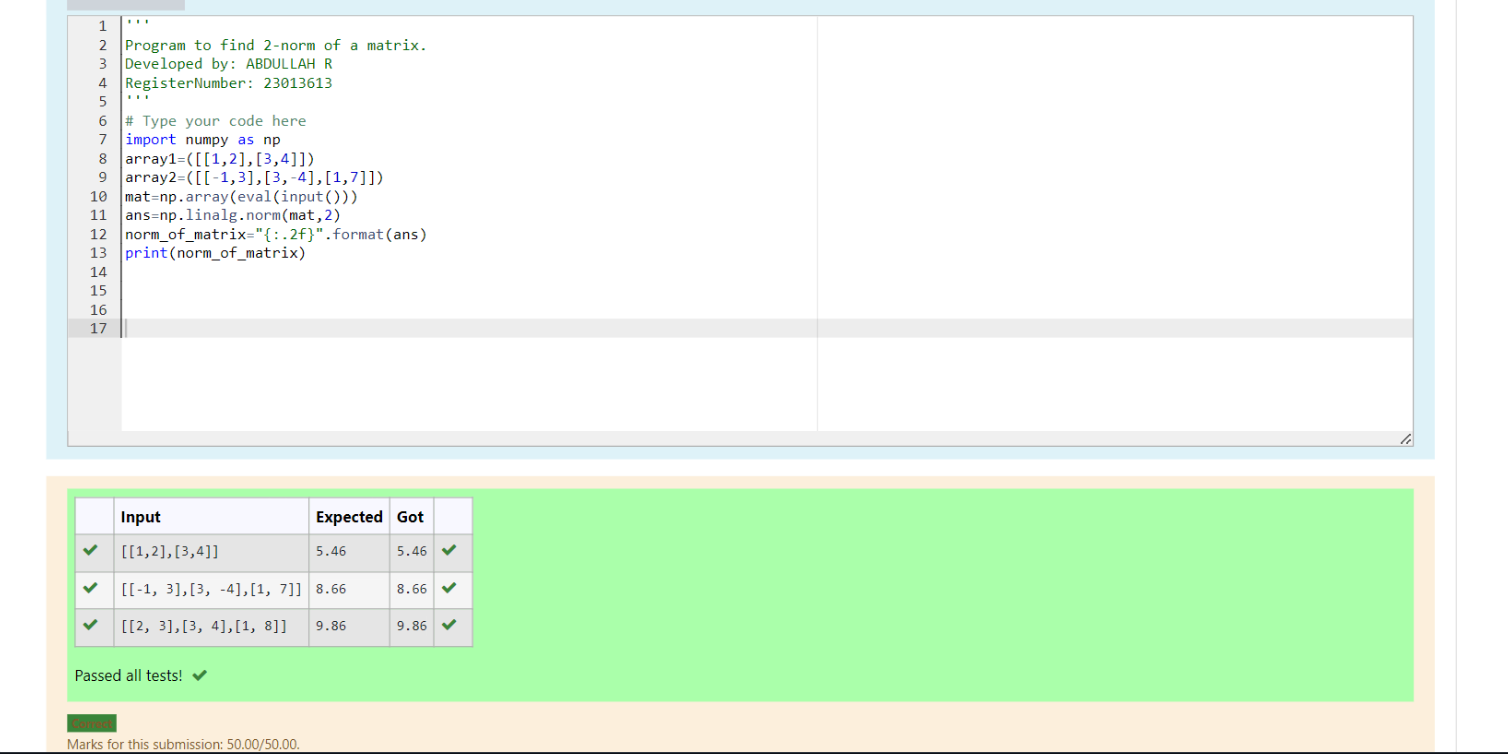 1 '''
2 Program to find 2-norm of a matrix.
3 Developed by: ABDULLAH R
4 RegisterNumber: 23013613
5 '''
6 # Type your code here
7 import numpy as np
8 array1=([[1,2],[3,4]])
9 array2=([[-1,3],[3,-4],[1,7]])
10 mat=np.array(eval(input()))
11 ans=np.linalg.norm(mat,2)
12 norm_of_matrix="{:.2f}".format(ans)
13 print(norm_of_matrix)
14
15
16
17
Input Expected Got
[[1,2],[3,4]] 5.46 5.46
[[-1, 3],[3, -4],[1, 7]] 8.66 8.66
[[2, 3],[3, 4],[1, 8]] 9.86 9.86
Passed all tests!
Correct
Marks for this submission: 50.00/50.00.